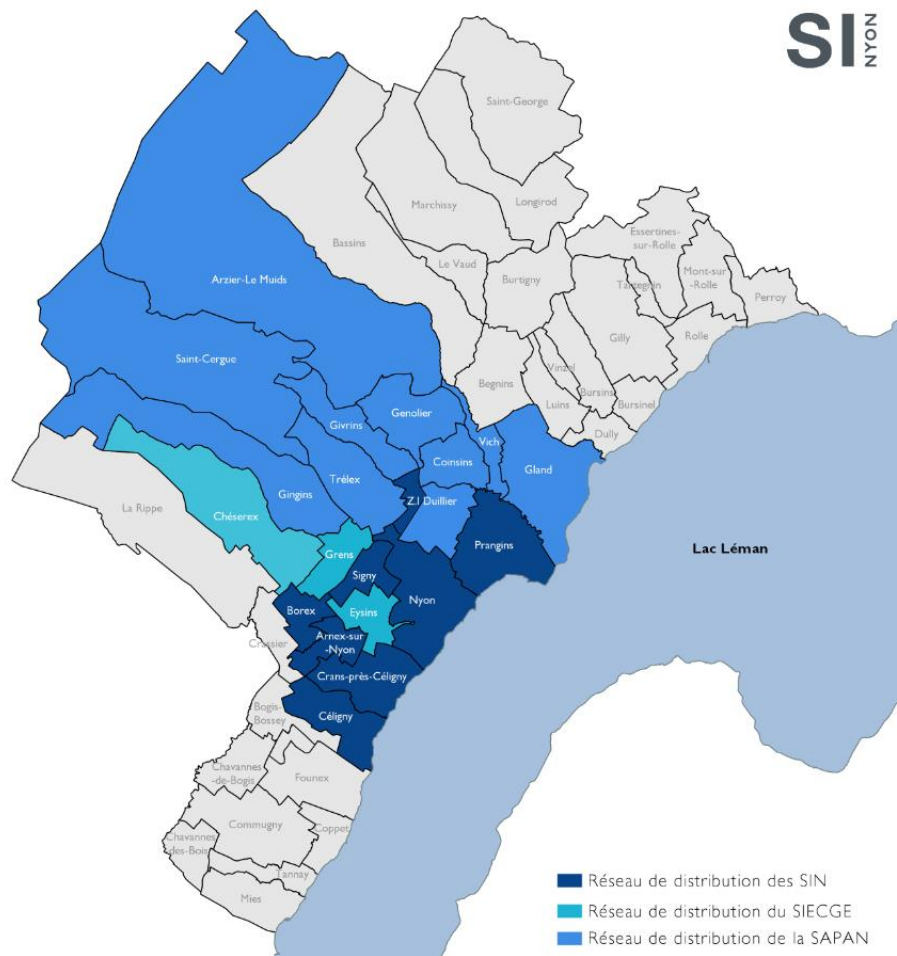 SI NYON
Saint-George
Marchissy
Longirod
Bassins
Essertines-
sur-Rolle
Le Vaud
Burtigny
Mont-sur
-Rolle
Tartegnin
Perroy
Arzier-Le Muids
Gilly
Rolle
Saint-Cergue
Vinzel
Begnins
Bursins
Luins
Bursinel
Genolier
Givrins
Dully
Vich
Coinsins
Gland
Trélex
Gingins
Z.I Duillier
La Rippe
Chéserex
Prangins
Lac Léman
Grens
Signy
Nyon
Borex
Eysins
Arnex-sur
-Nyon
Crassier
Crans-près-Céligny
Bogis-
Bossey
Céligny
Chavannes
-de-Bogis
Founex
Commugny
Coppet
Chavannes
des-Bois
Tannay
Mies
Réseau de distribution des SIN
Réseau de distribution du SIECGE
Réseau de distribution de la SAPAN